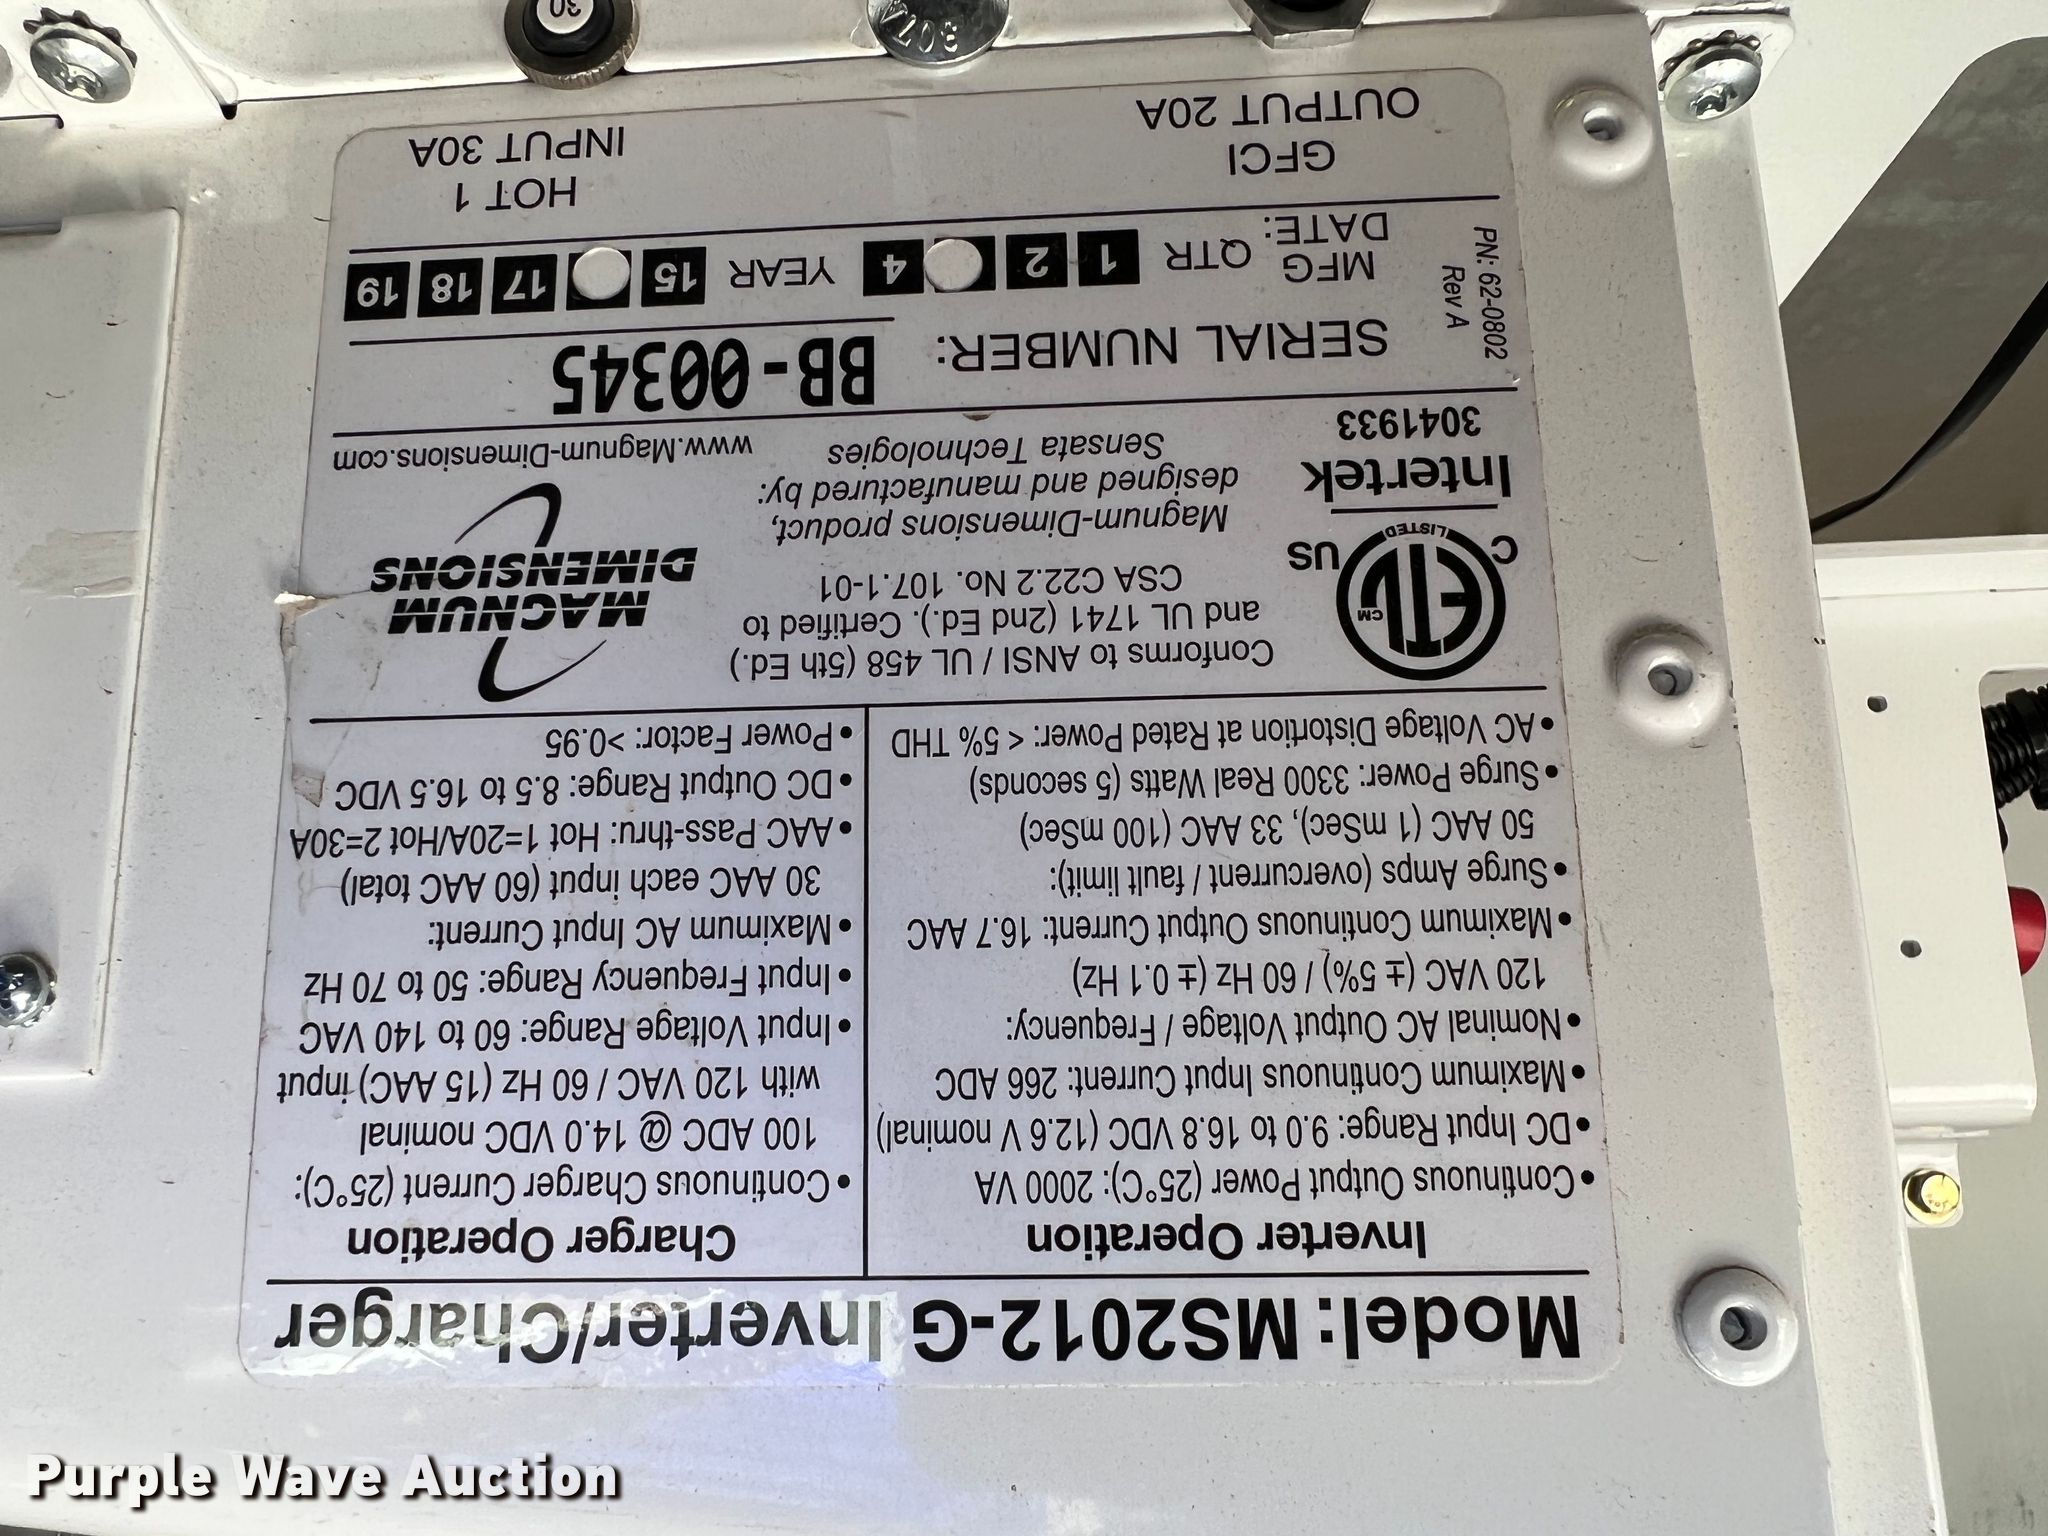 Model: MS2012-G Inverter/Charger
Inverter Operation
• Continuous Output Power (25°C): 2000 VA
• DC Input Range: 9.0 to 16.8 VDC (12.6 V nominal)
• Maximum Continuous Input Current: 266 ADC
• Nominal AC Output Voltage / Frequency:
120 VAC (± 5%) / 60 Hz (± 0.1 Hz)
• Maximum Continuous Output Current: 16.7 AAC
• Surge Amps (overcurrent / fault limit):
50 AAC (1 mSec), 33 AAC (100 mSec)
• Surge Power: 3300 Real Watts (5 seconds)
• AC Voltage Distortion at Rated Power: < 5% THD
Charger Operation
• Continuous Charger Current (25°C):
100 ADC @ 14.0 VDC nominal
with 120 VAC / 60 Hz (15 AAC) input
• Input Voltage Range: 60 to 140 VAC
• Input Frequency Range: 50 to 70 Hz
• Maximum AC Input Current:
30 AAC each input (60 AAC total)
• AAC Pass-thru: Hot 1=20A/Hot 2=30A
• DC Output Range: 8.5 to 16.5 VDC
• Power Factor: >0.95
C ETL CM LISTED US
Intertek
3041933
Conforms to ANSI / UL 458 (5th Ed.)
and UL 1741 (2nd Ed.). Certified to
CSA C22.2 No. 107.1-01
Magnum-Dimensions product,
designed and manufactured by:
Sensata Technologies
MAGNUM
DIMENSIONS
www.Magnum-Dimensions.com
SERIAL NUMBER: BB-00345
PN: 62-0802
Rev A
MFG
DATE:
QTR 1 2 4 YEAR 15 17 18 19
GFCI
OUTPUT 20A
HOT 1
INPUT 30A
30
307A
Purple Wave Auction